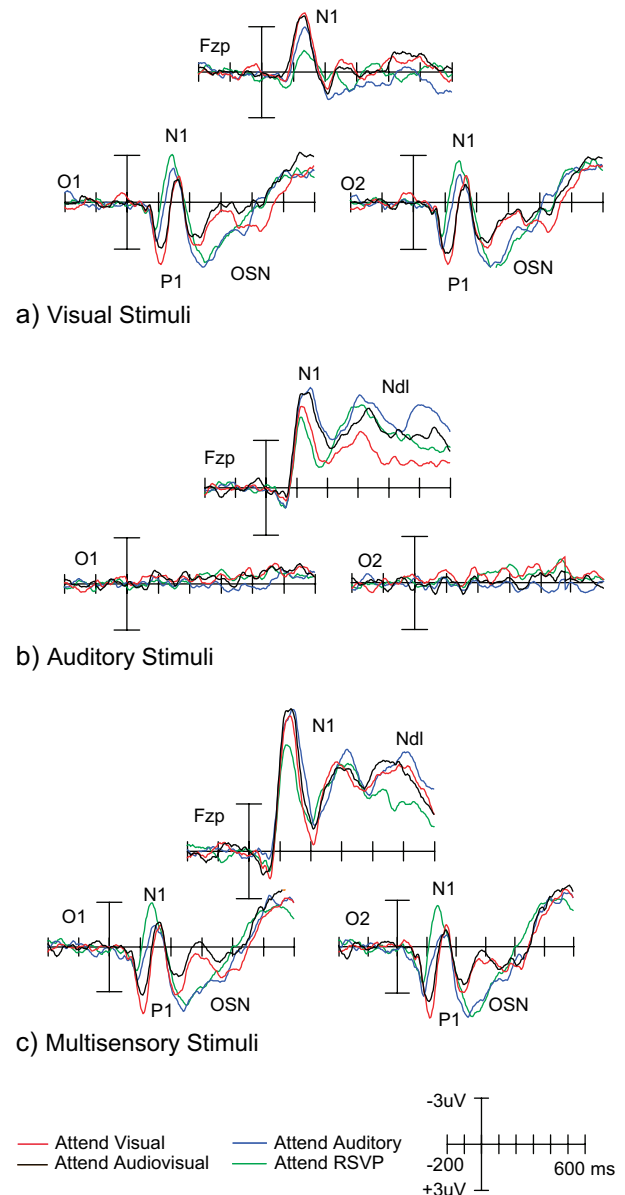 N1
Fzp
N1
N1
O1
O2
P1
OSN
P1
OSN
a) Visual Stimuli
N1
Ndl
Fzp
O1
O2
b) Auditory Stimuli
N1
Ndl
Fzp
N1
N1
O1
O2
P1
OSN
P1
OSN
c) Multisensory Stimuli
-3uV
Attend Visual
Attend Auditory
Attend Audiovisual
Attend RSVP
-200
600 ms
+3uV